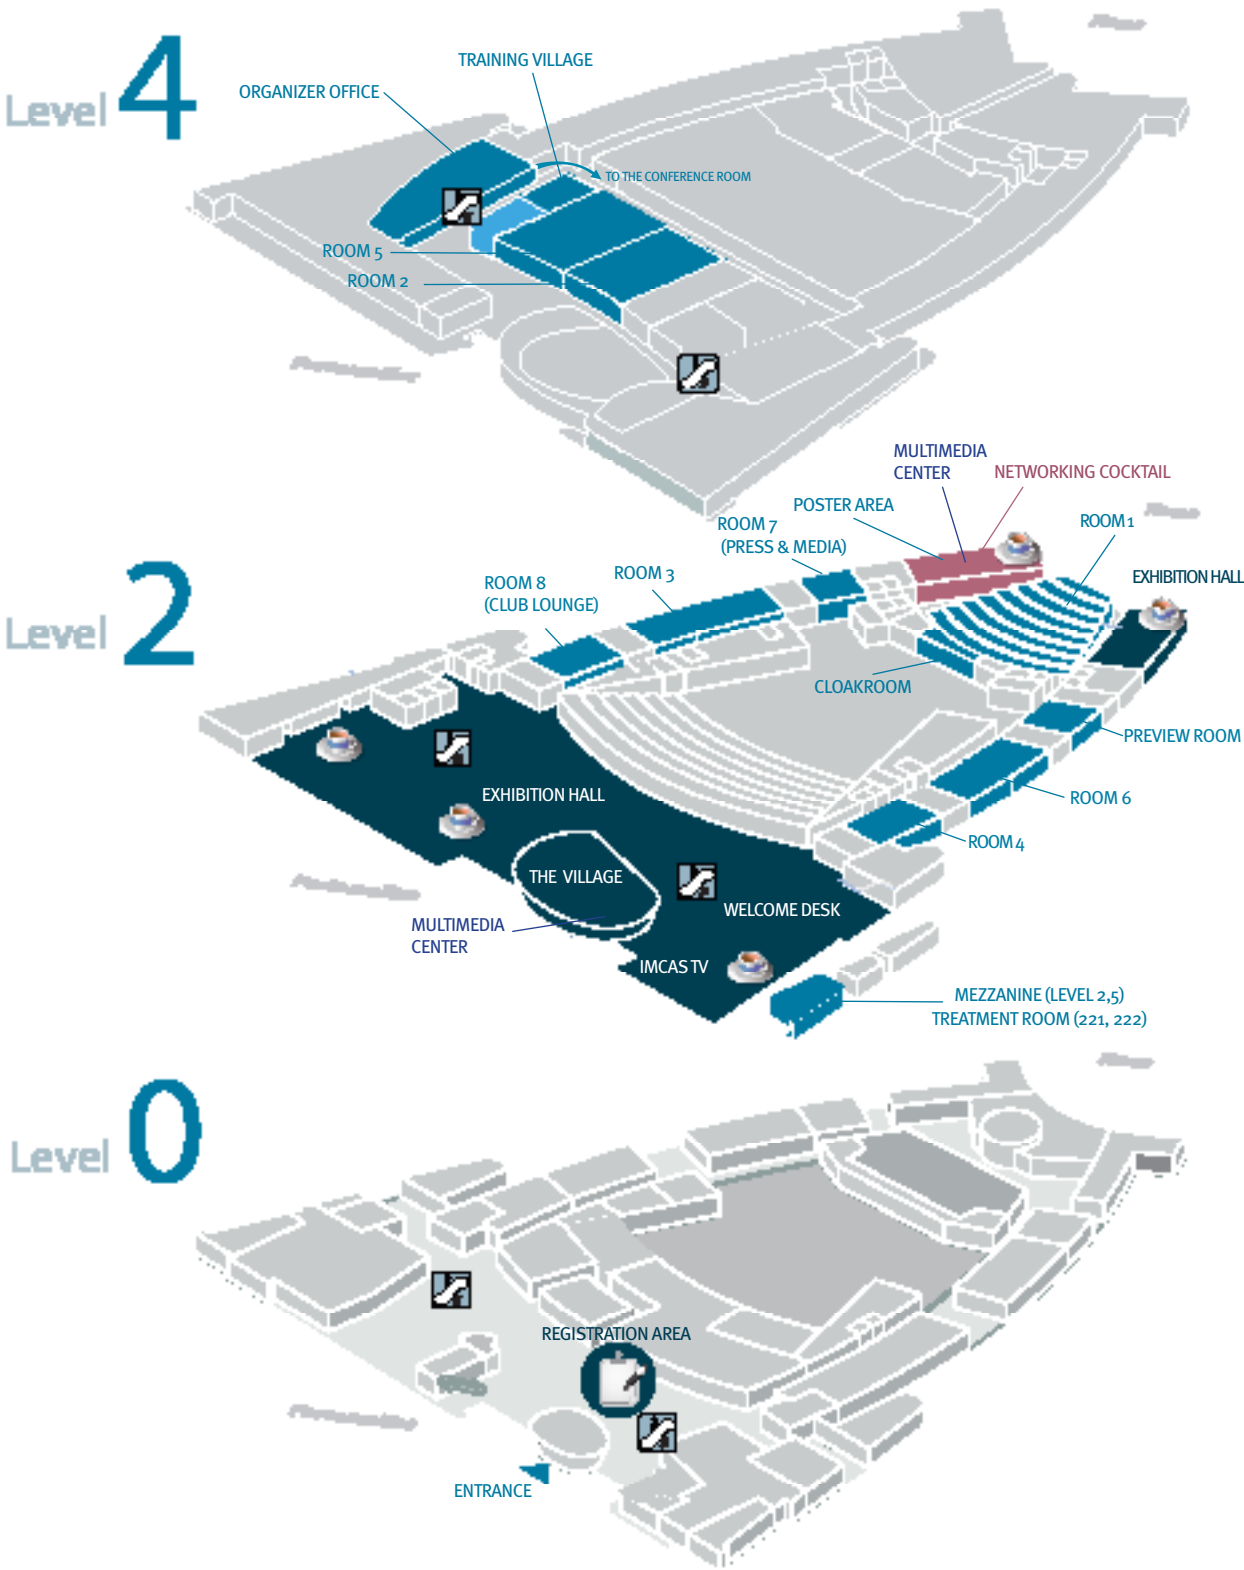 Level 4
TRAINING VILLAGE
ORGANIZER OFFICE
TO THE CONFERENCE ROOM
ROOM 5
ROOM 2
Level 2
MULTIMEDIA
CENTER
NETWORKING COCKTAIL
POSTER AREA
ROOM 7
(PRESS & MEDIA)
ROOM 1
ROOM 3
ROOM 8
(CLUB LOUNGE)
EXHIBITION HALL
CLOAKROOM
PREVIEW ROOM
EXHIBITION HALL
ROOM 6
ROOM 4
THE VILLAGE
WELCOME DESK
MULTIMEDIA
CENTER
IMCAS TV
MEZZANINE (LEVEL 2,5)
TREATMENT ROOM (221, 222)
Level 0
REGISTRATION AREA
ENTRANCE